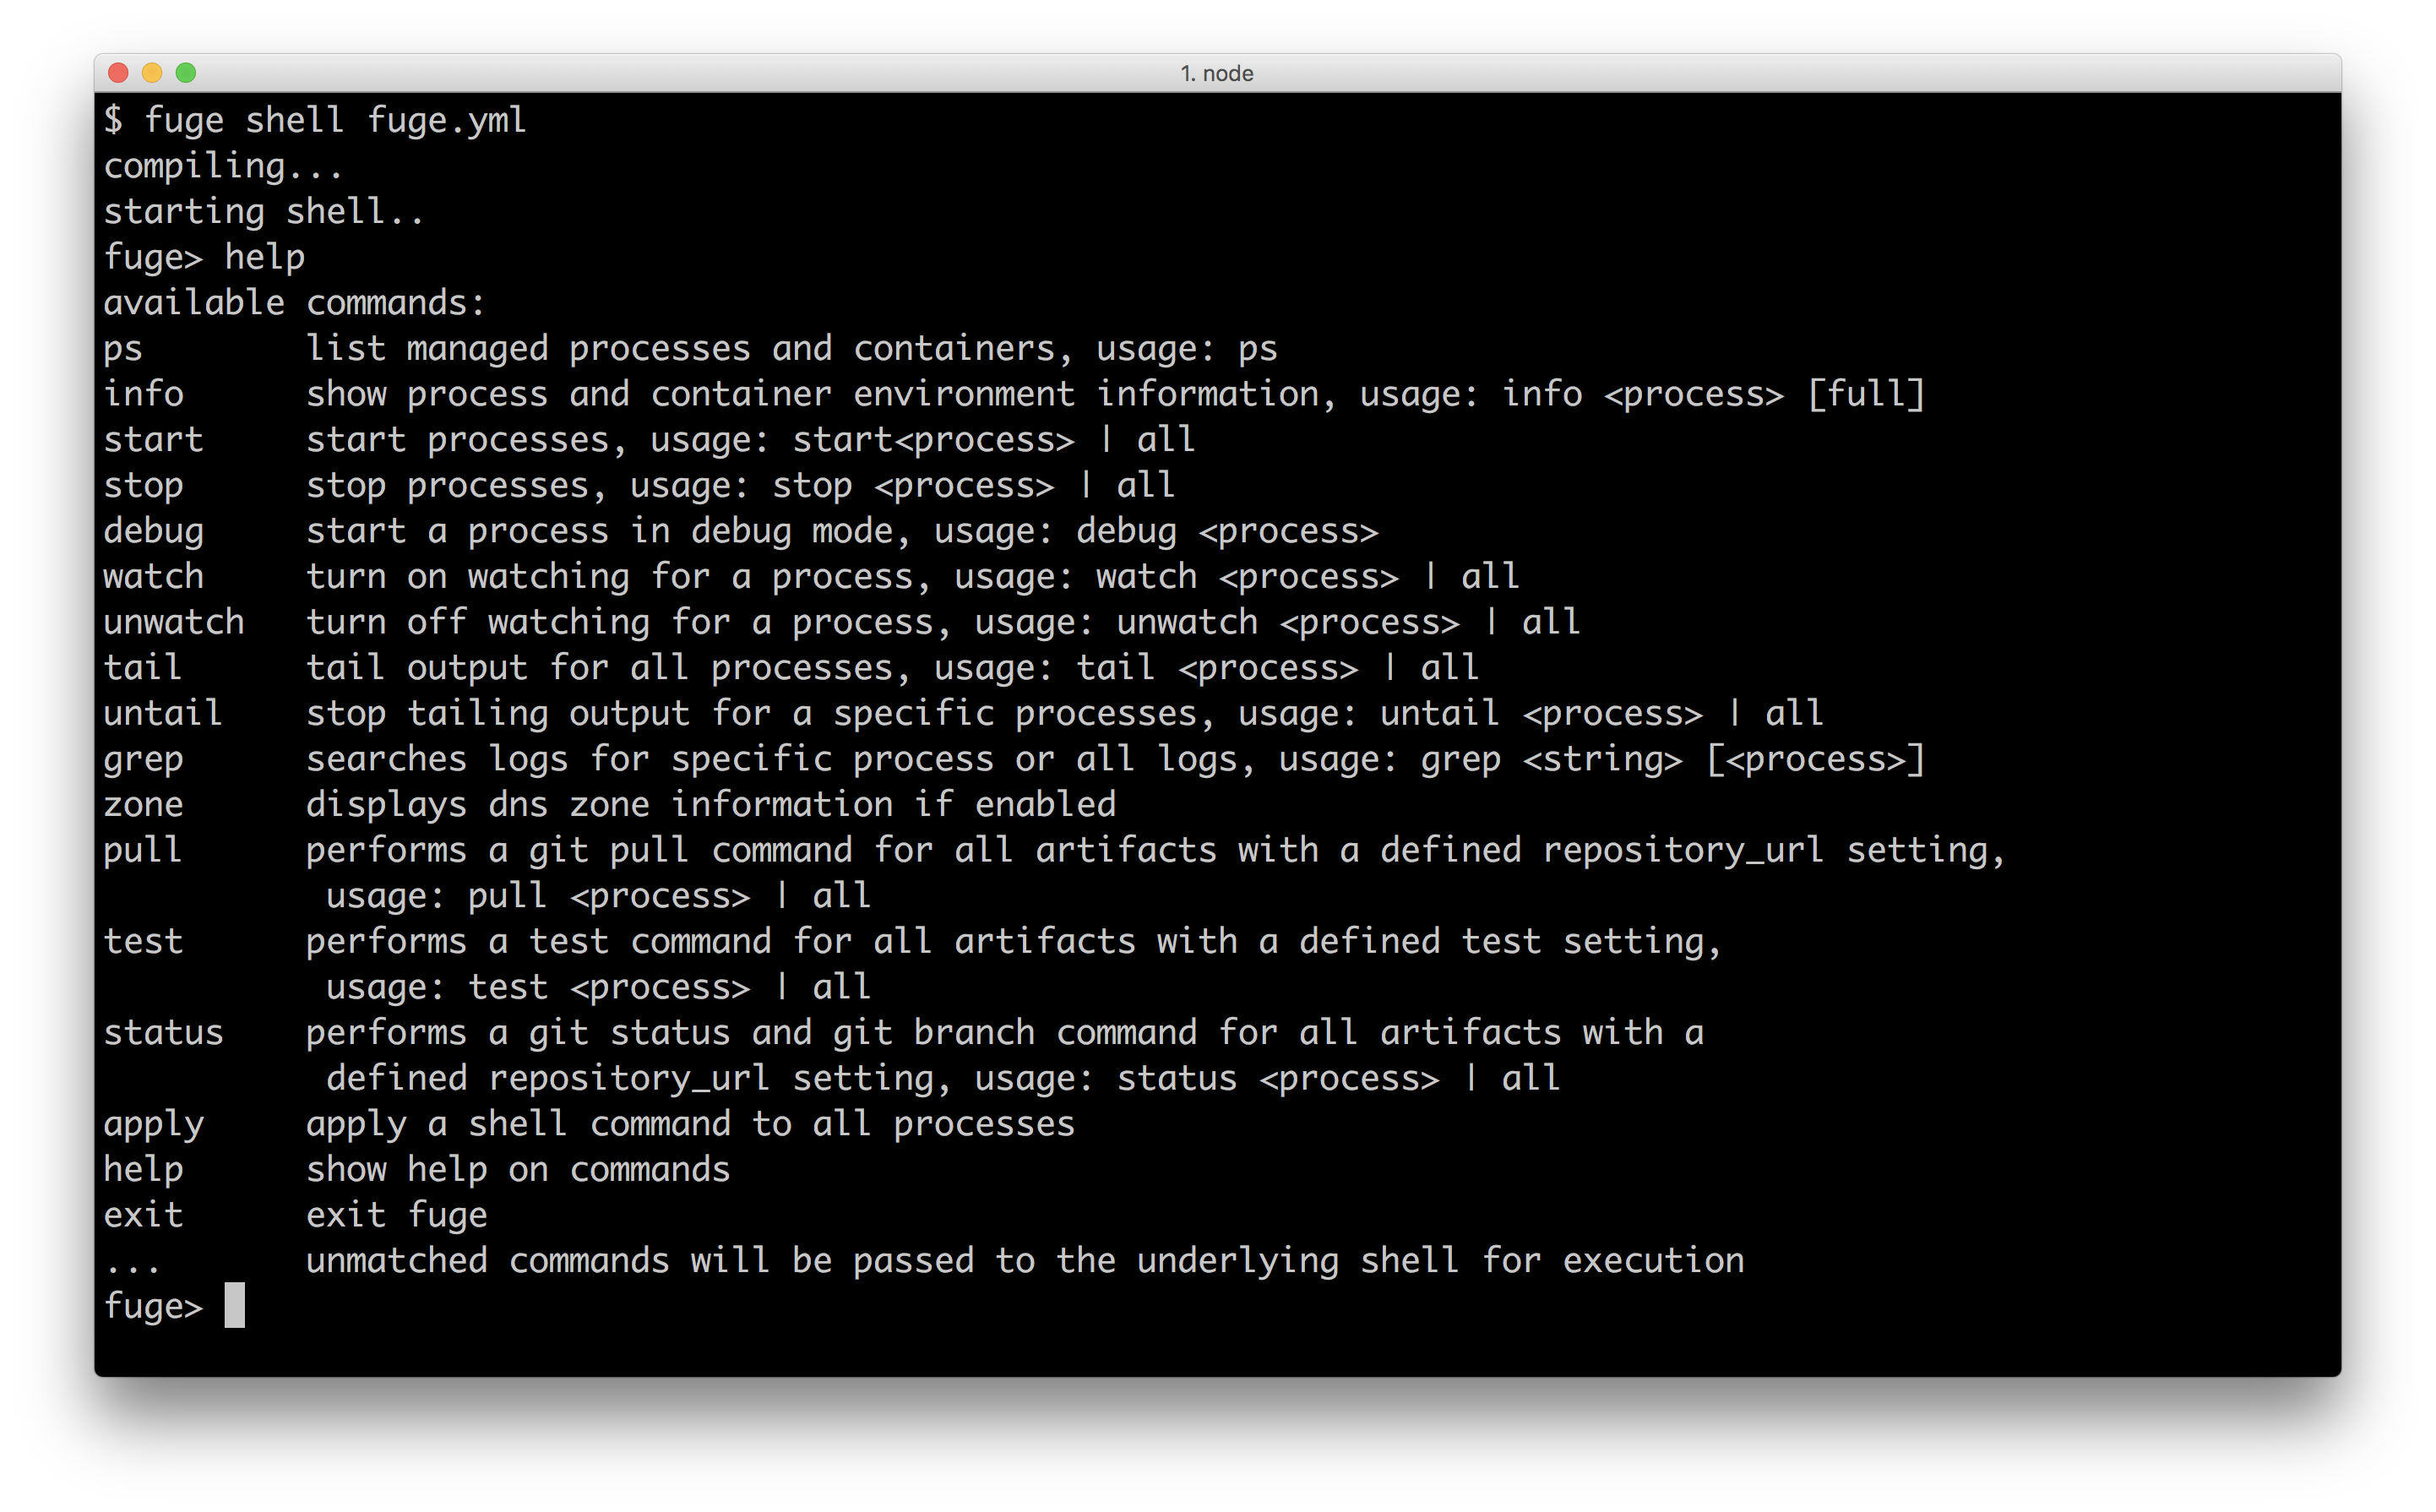 1. node
$ fuge shell fuge.yml
compiling...
starting shell..
fuge> help
available commands:
ps        list managed processes and containers, usage: ps
info      show process and container environment information, usage: info <process> [full]
start     start processes, usage: start<process> | all
stop      stop processes, usage: stop <process> | all
debug     start a process in debug mode, usage: debug <process>
watch     turn on watching for a process, usage: watch <process> | all
unwatch   turn off watching for a process, usage: unwatch <process> | all
tail      tail output for all processes, usage: tail <process> | all
untail    stop tailing output for a specific processes, usage: untail <process> | all
grep      searches logs for specific process or all logs, usage: grep <string> [<process>]
zone      displays dns zone information if enabled
pull      performs a git pull command for all artifacts with a defined repository_url setting,
           usage: pull <process> | all
test      performs a test command for all artifacts with a defined test setting,
           usage: test <process> | all
status    performs a git status and git branch command for all artifacts with a
           defined repository_url setting, usage: status <process> | all
apply     apply a shell command to all processes
help      show help on commands
exit      exit fuge
...       unmatched commands will be passed to the underlying shell for execution
fuge>